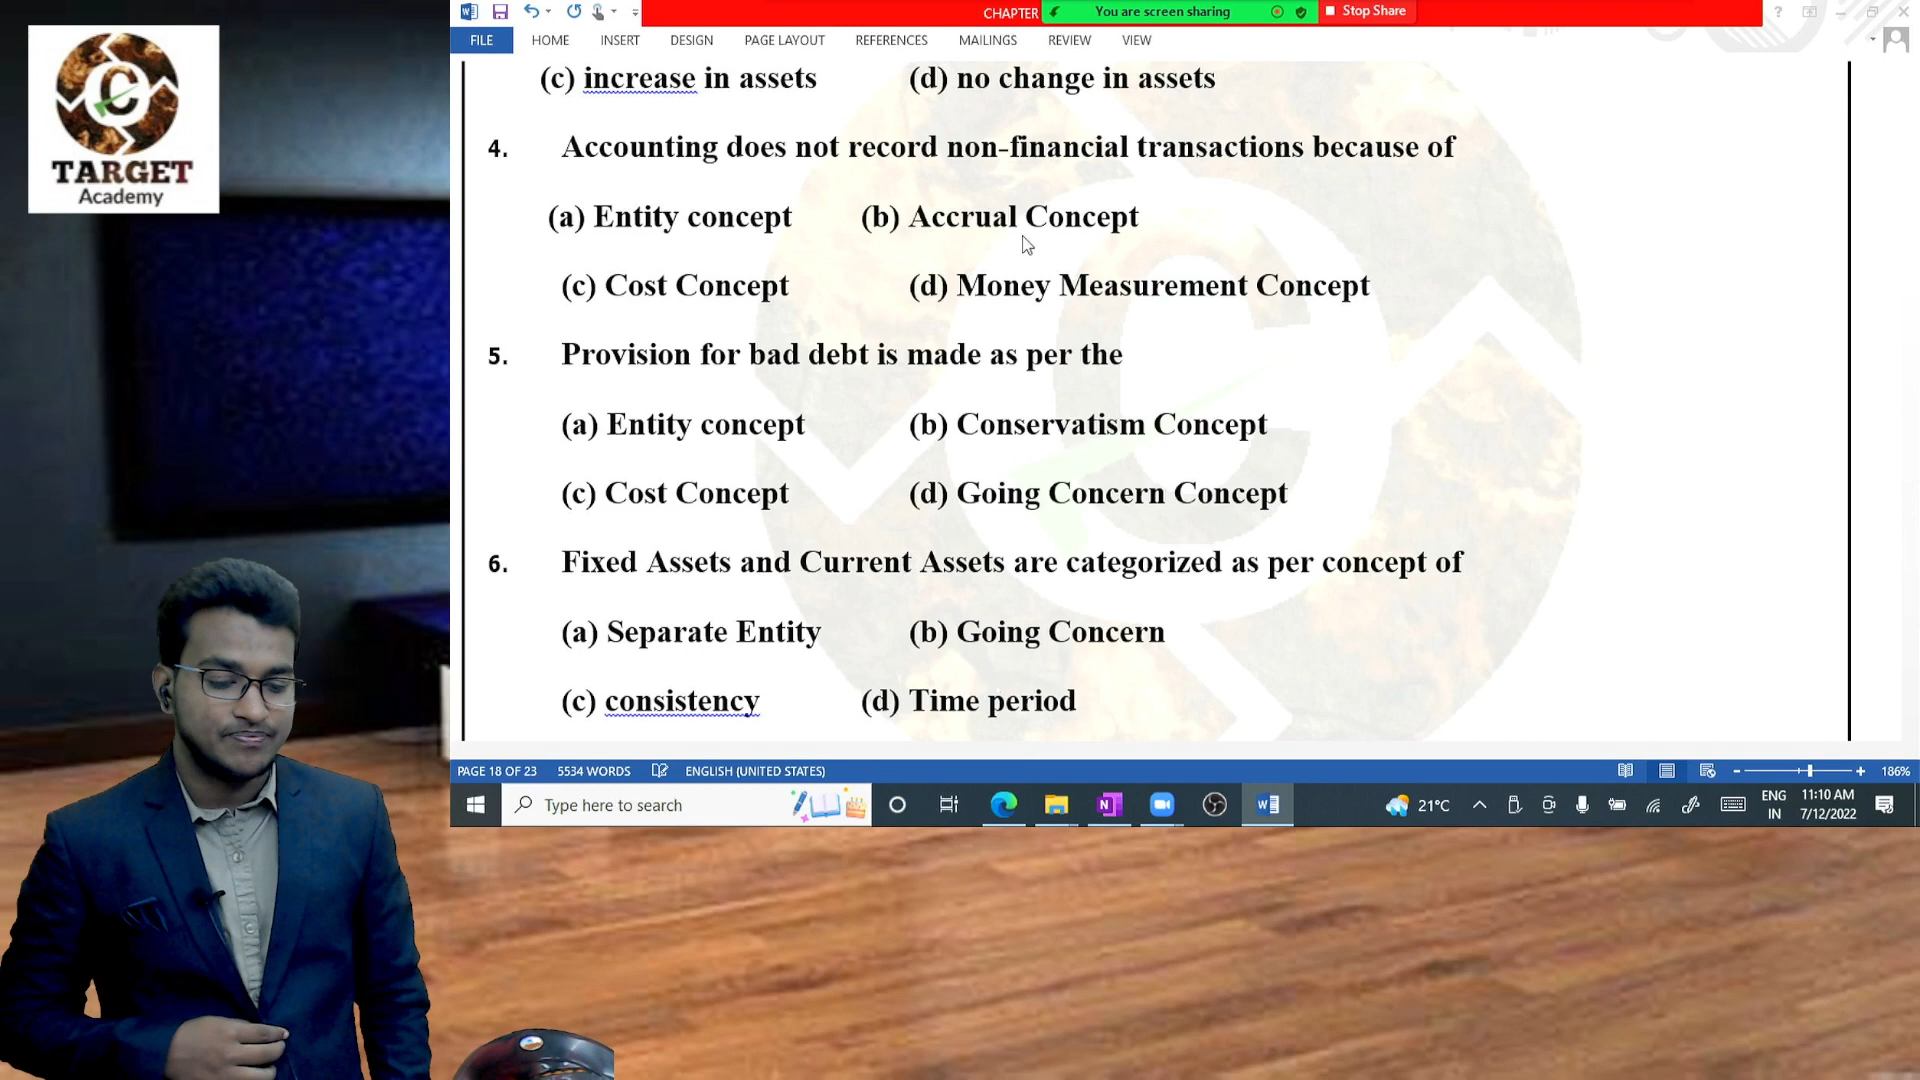 CHAPTER
You are screen sharing
Stop Share
FILE
HOME
INSERT
DESIGN
PAGE LAYOUT
REFERENCES
MAILINGS
REVIEW
VIEW
C
TARGET
Academy
(c) increase in assets (d) no change in assets
4. Accounting does not record non-financial transactions because of
(a) Entity concept (b) Accrual Concept
(c) Cost Concept (d) Money Measurement Concept
5. Provision for bad debt is made as per the
(a) Entity concept (b) Conservatism Concept
(c) Cost Concept (d) Going Concern Concept
6. Fixed Assets and Current Assets are categorized as per concept of
(a) Separate Entity (b) Going Concern
(c) consistency (d) Time period
PAGE 18 OF 23 5534 WORDS ENGLISH (UNITED STATES) 186%
Type here to search
21°C
ENG
IN
11:10 AM
7/12/2022